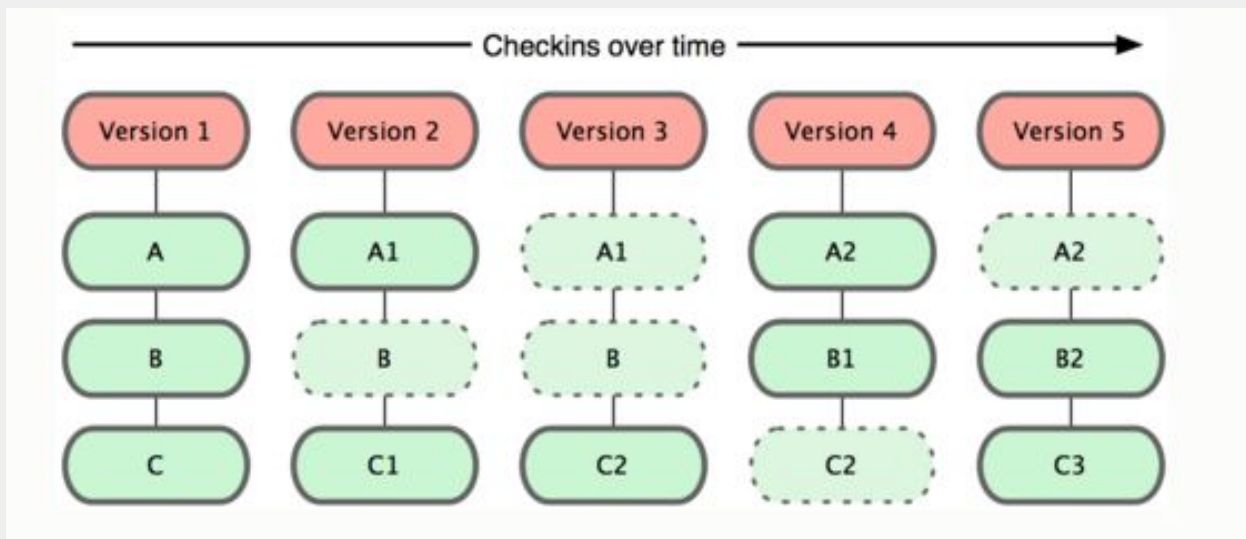 Checkins over time
Version 1 Version 2 Version 3 Version 4 Version 5
A A1 A1 A2 A2
B B B B1 B2
C C1 C2 C2 C3